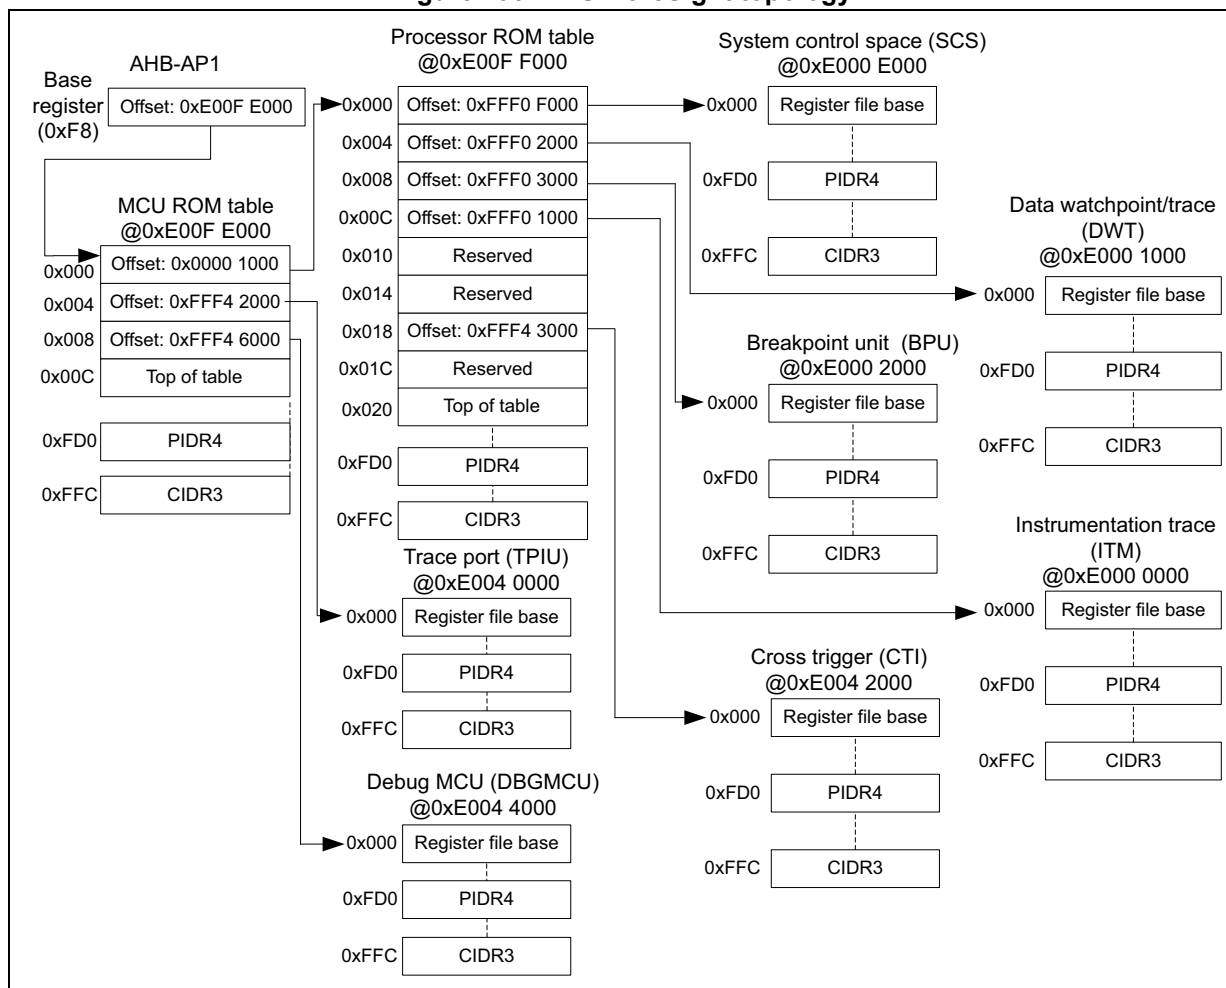 AHB-AP1
Base
register
(0xF8)
Offset: 0xE00F E000
MCU ROM table
@0xE00F E000
0x000
Offset: 0x0000 1000
0x004
Offset: 0xFFF4 2000
0x008
Offset: 0xFFF4 6000
0x00C
Top of table
0xFD0
PIDR4
0xFFC
CIDR3
Processor ROM table
@0xE00F F000
0x000
Offset: 0xFFF0 F000
0x004
Offset: 0xFFF0 2000
0x008
Offset: 0xFFF0 3000
0x00C
Offset: 0xFFF0 1000
0x010
Reserved
0x014
Reserved
0x018
Offset: 0xFFF4 3000
0x01C
Reserved
0x020
Top of table
0xFD0
PIDR4
0xFFC
CIDR3
Trace port (TPIU)
@0xE004 0000
0x000
Register file base
0xFD0
PIDR4
0xFFC
CIDR3
Debug MCU (DBGMCU)
@0xE004 4000
0x000
Register file base
0xFD0
PIDR4
0xFFC
CIDR3
System control space (SCS)
@0xE000 E000
0x000
Register file base
0xFD0
PIDR4
0xFFC
CIDR3
Breakpoint unit (BPU)
@0xE000 2000
0x000
Register file base
0xFD0
PIDR4
0xFFC
CIDR3
Cross trigger (CTI)
@0xE004 2000
0x000
Register file base
0xFD0
PIDR4
0xFFC
CIDR3
Data watchpoint/trace
(DWT)
@0xE000 1000
0x000
Register file base
0xFD0
PIDR4
0xFFC
CIDR3
Instrumentation trace
(ITM)
@0xE000 0000
0x000
Register file base
0xFD0
PIDR4
0xFFC
CIDR3